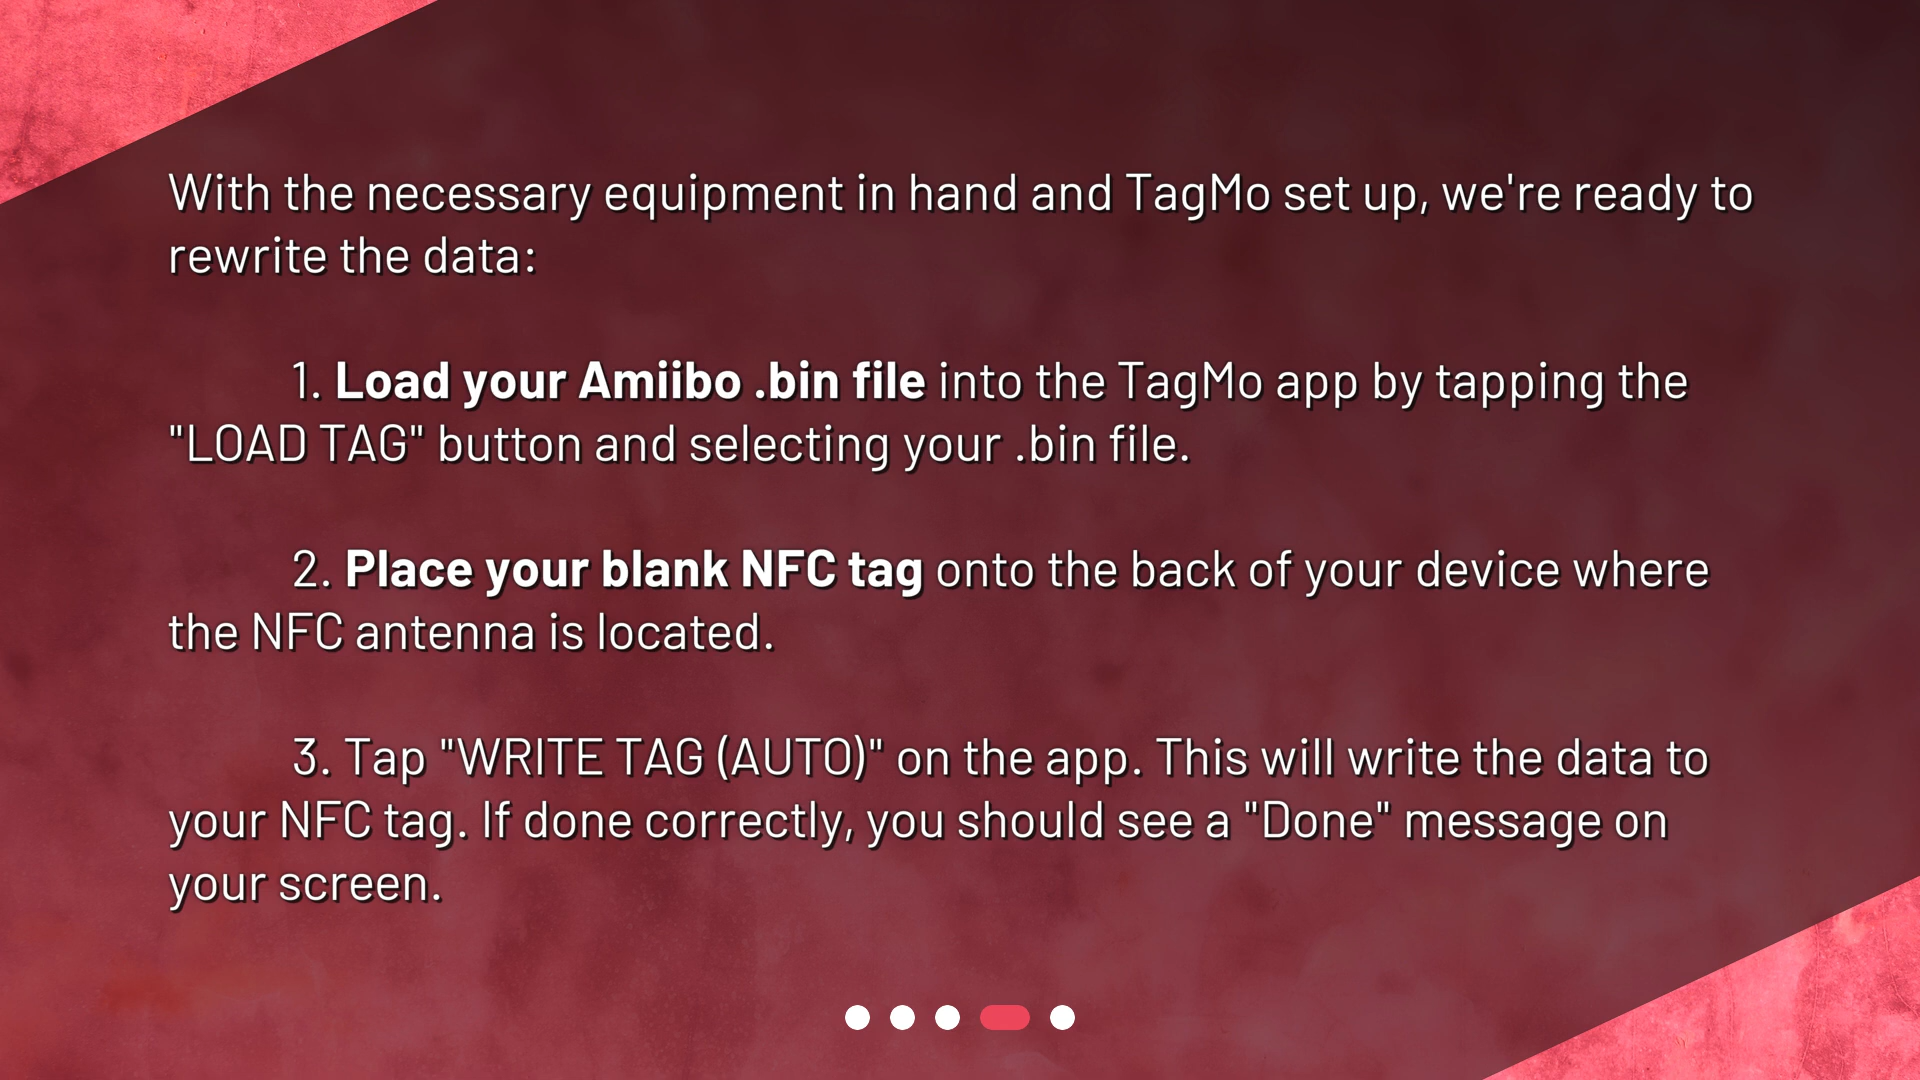 With the necessary equipment in hand and TagMo set up, we're ready to
rewrite the data:
1. Load your Amiibo .bin file into the TagMo app by tapping the
"LOAD TAG" button and selecting your .bin file.
2. Place your blank NFC tag onto the back of your device where
the NFC antenna is located.
3. Tap "WRITE TAG (AUTO)" on the app. This will write the data to
your NFC tag. If done correctly, you should see a "Done" message on
your screen.